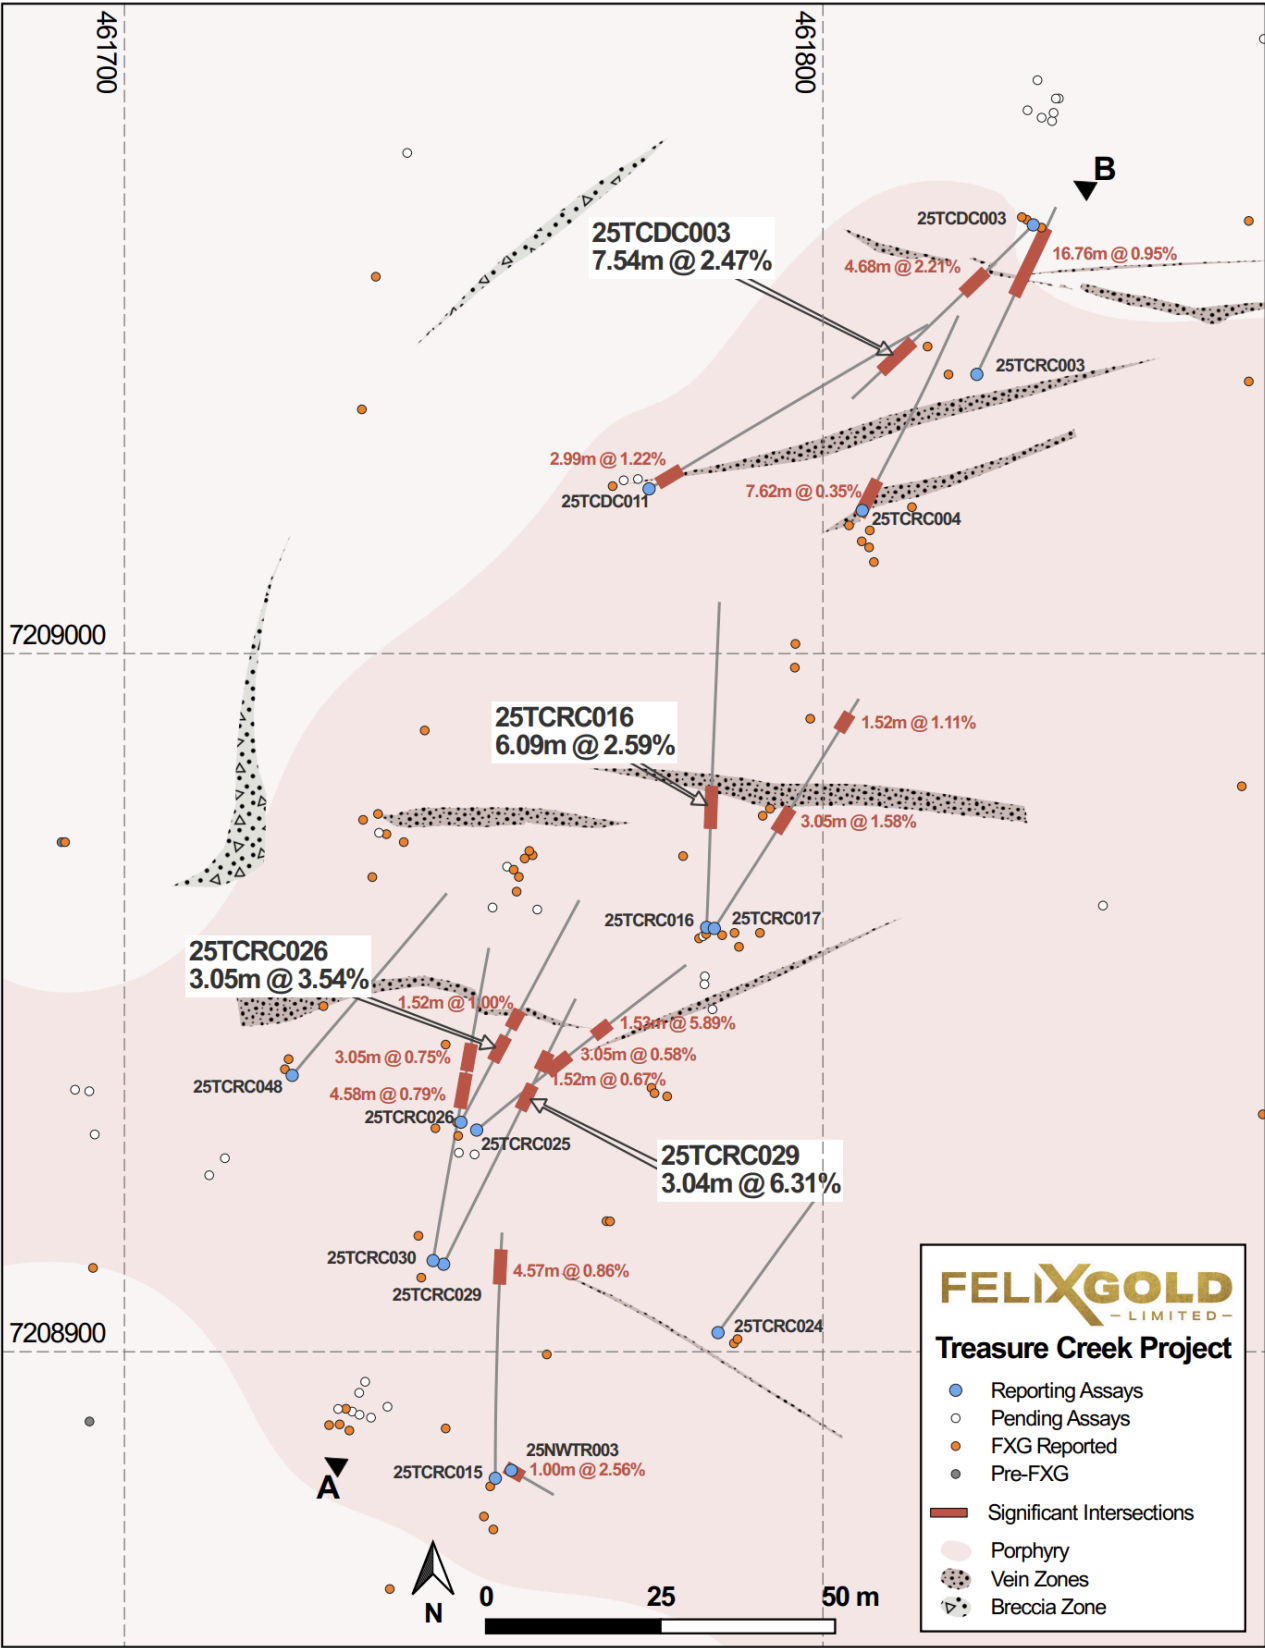 461700
461800
B
25TCDC003
25TCDC003
7.54m @ 2.47%
16.76m @ 0.95%
4.68m @ 2.21%
25TCRC003
2.99m @ 1.22%
25TCDC011
7.62m @ 0.35%
25TCRC004
7209000
25TCRC016
6.09m @ 2.59%
1.52m @ 1.11%
3.05m @ 1.58%
25TCRC016
25TCRC017
25TCRC026
3.05m @ 3.54%
1.52m @ 1.00%
1.53m @ 5.89%
3.05m @ 0.75%
3.05m @ 0.58%
1.52m @ 0.67%
25TCRC048
4.58m @ 0.79%
25TCRC026
25TCRC025
25TCRC029
3.04m @ 6.31%
25TCRC030
4.57m @ 0.86%
25TCRC029
7208900
25TCRC024
25NWTR003
25TCRC015
1.00m @ 2.56%
A
N
0
25
50 m
FELIXGOLD
LIMITED
Treasure Creek Project
Reporting Assays
Pending Assays
FXG Reported
Pre-FXG
Significant Intersections
Porphyry
Vein Zones
Breccia Zone